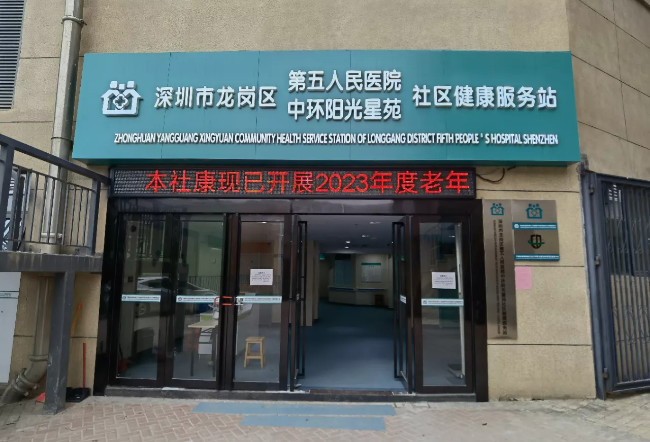 深圳市龙岗区
第五人民医院
中环阳光星苑
社区健康服务站
ZHONGHUAN YANGGUANG XINGYUAN COMMUNITY HEALTH SERVICE STATION OF LONGGANG DISTRICT FIFTH PEOPLE'S HOSPITAL SHENZHEN
本社康现已开展2023年度老年